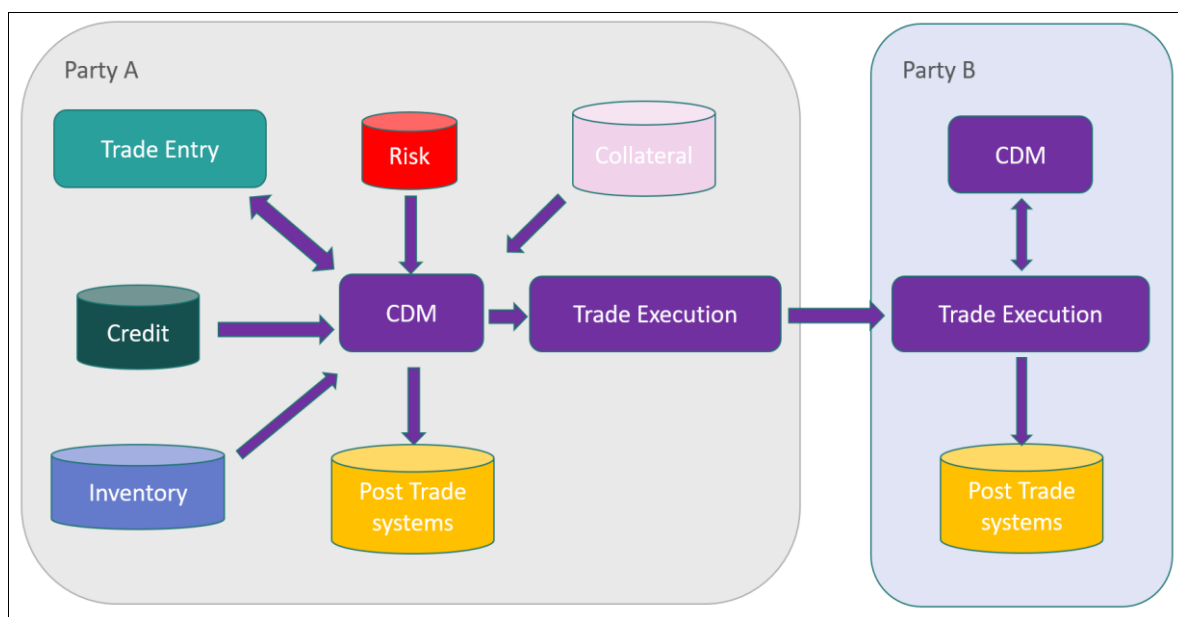 Party A
Party B
Trade Entry
Risk
Collateral
CDM
Credit
CDM
Trade Execution
Trade Execution
Inventory
Post Trade
systems
Post Trade
systems